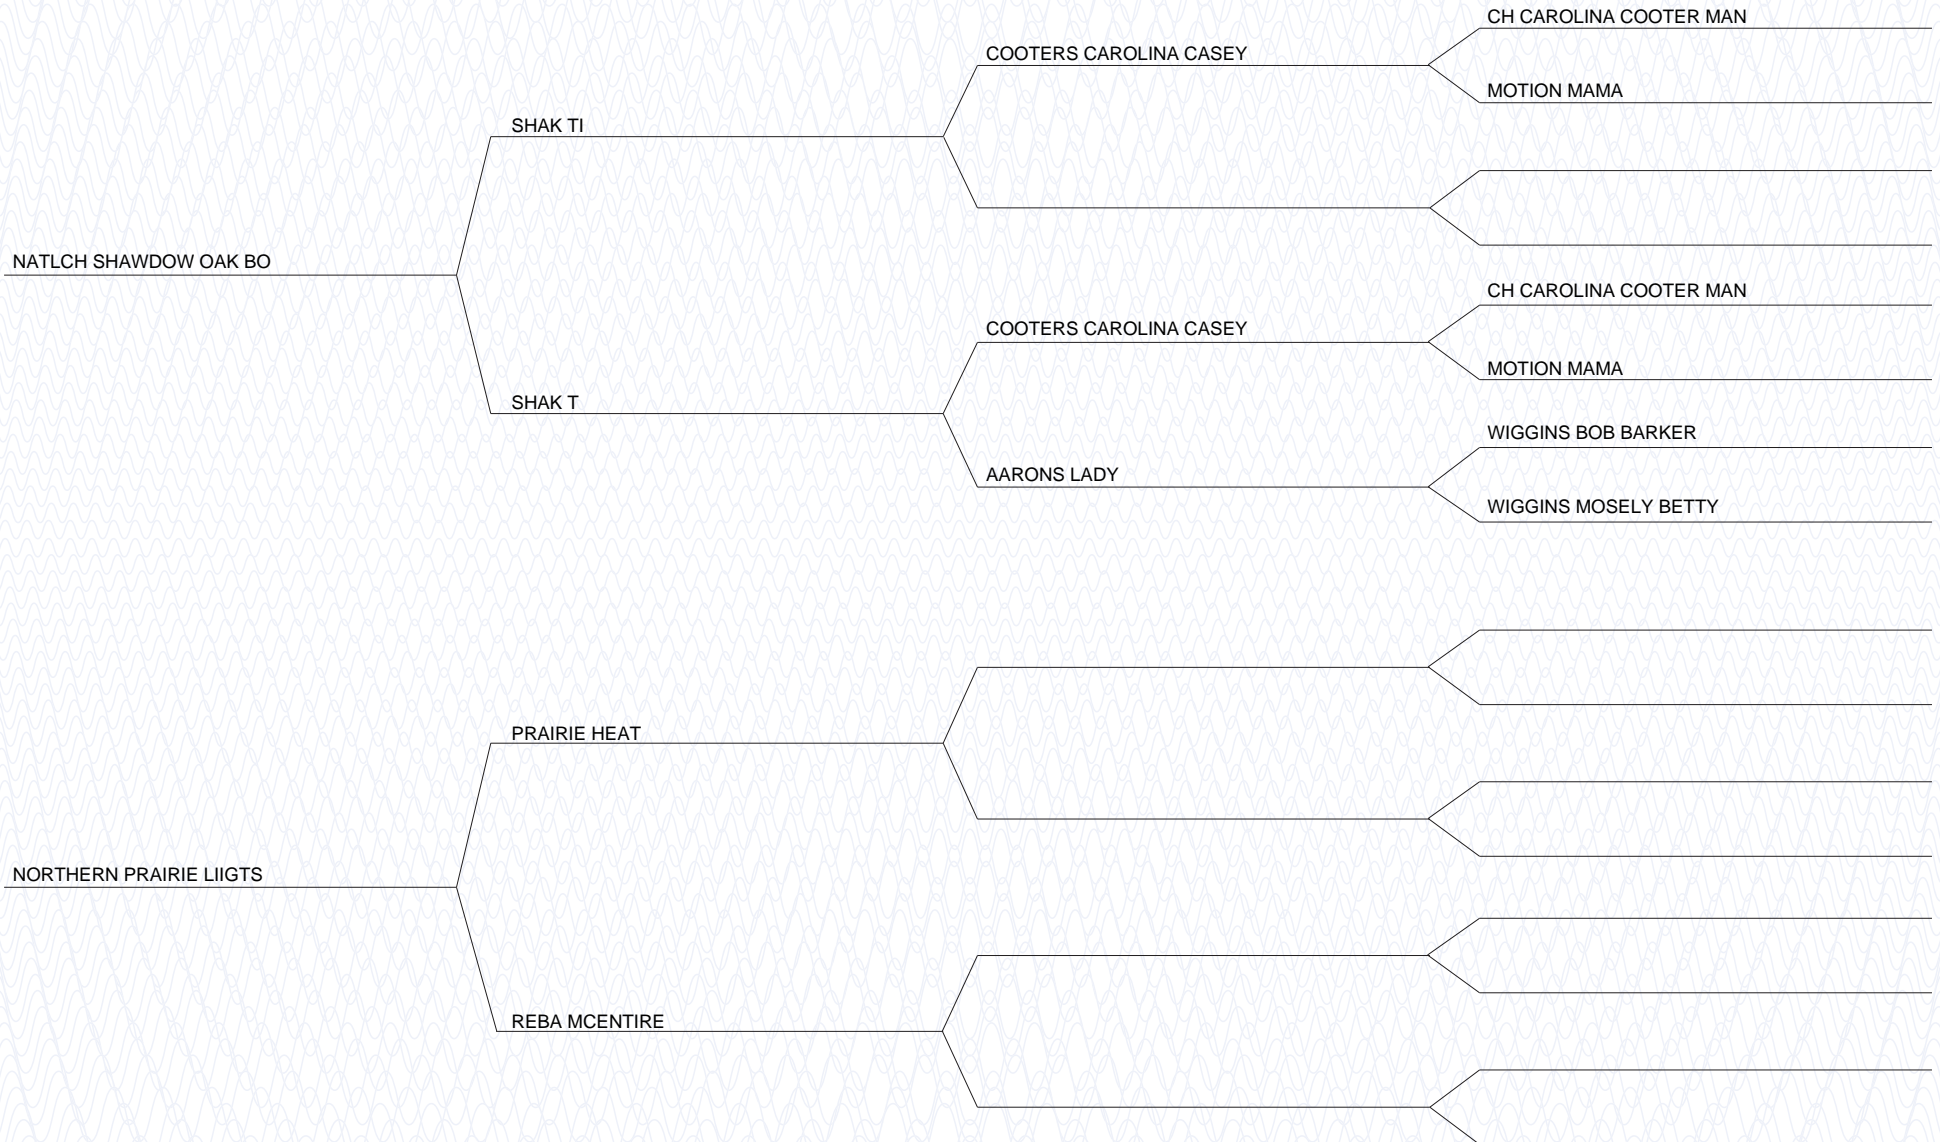 CH CAROLINA COOTER MAN
COOTERS CAROLINA CASEY
MOTION MAMA
SHAK TI
NATLCH SHAWDOW OAK BO
CH CAROLINA COOTER MAN
COOTERS CAROLINA CASEY
MOTION MAMA
SHAK T
WIGGINS BOB BARKER
AARONS LADY
WIGGINS MOSELY BETTY
PRAIRIE HEAT
NORTHERN PRAIRIE LIIGTS
REBA MCENTIRE